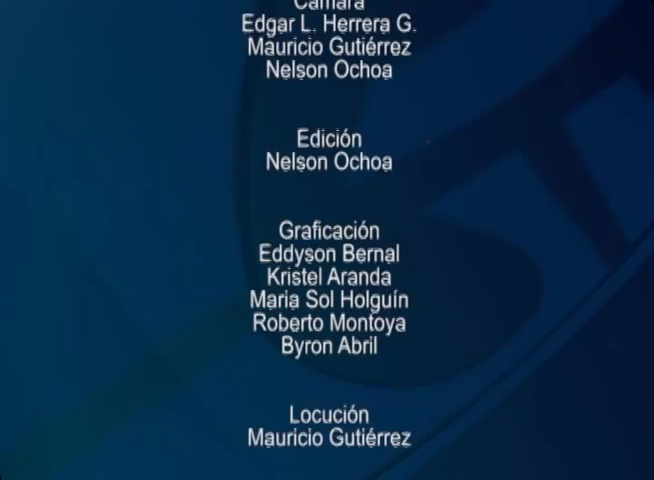 Cámara
Edgar L. Herrera G.
Mauricio Gutiérrez
Nelson Ochoa
Edición
Nelson Ochoa
Graficación
Eddyson Bernal
Kristel Aranda
Maria Sol Holguín
Roberto Montoya
Byron Abril
Locución
Mauricio Gutiérrez